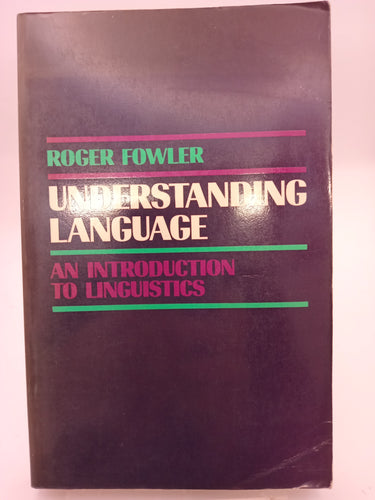 ROGER FOWLER
UNDERSTANDING
LANGUAGE
AN INTRODUCTION
TO LINGUISTICS